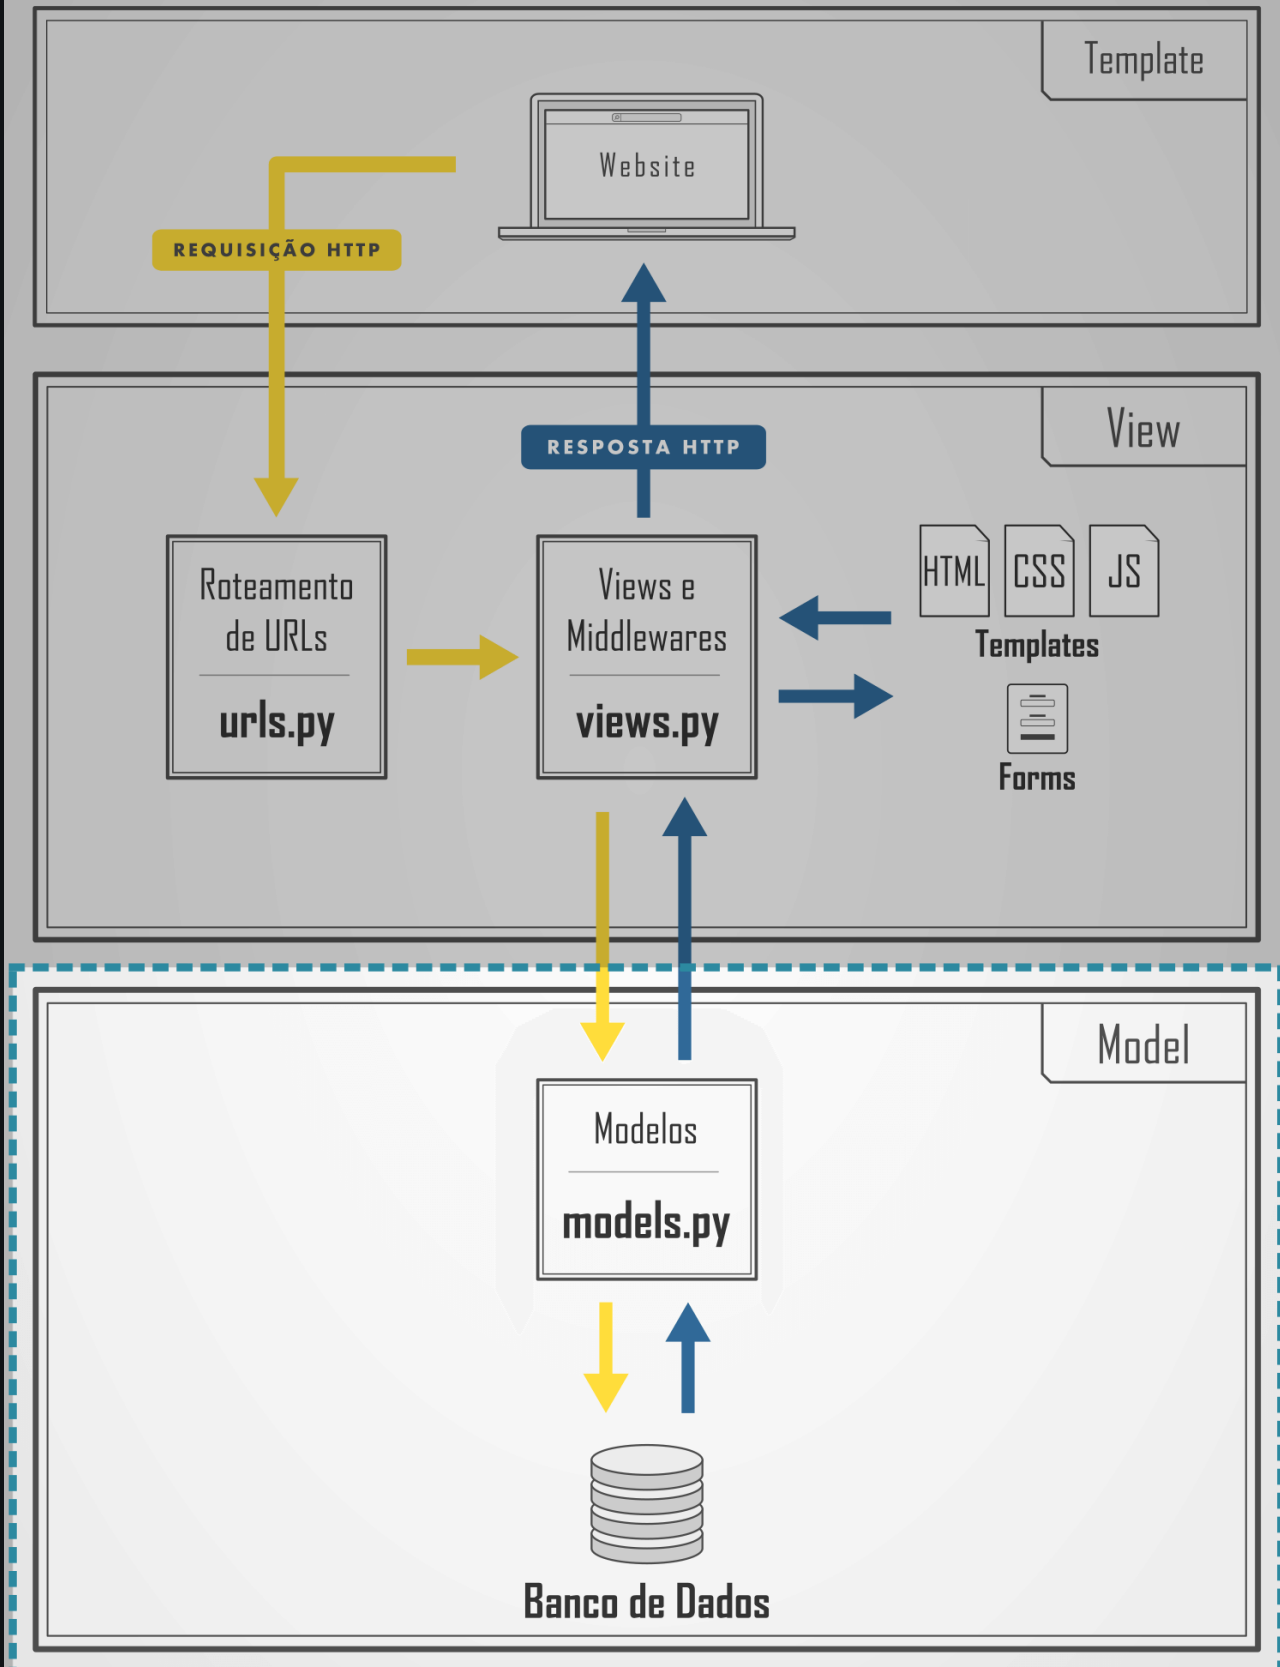 Template
Website
REQUISIÇÃO HTTP
View
RESPOSTA HTTP
Roteamento
de URLs
urls.py
Views e
Middlewares
views.py
HTML
CSS
JS
Templates
Forms
Model
Modelos
models.py
Banco de Dados